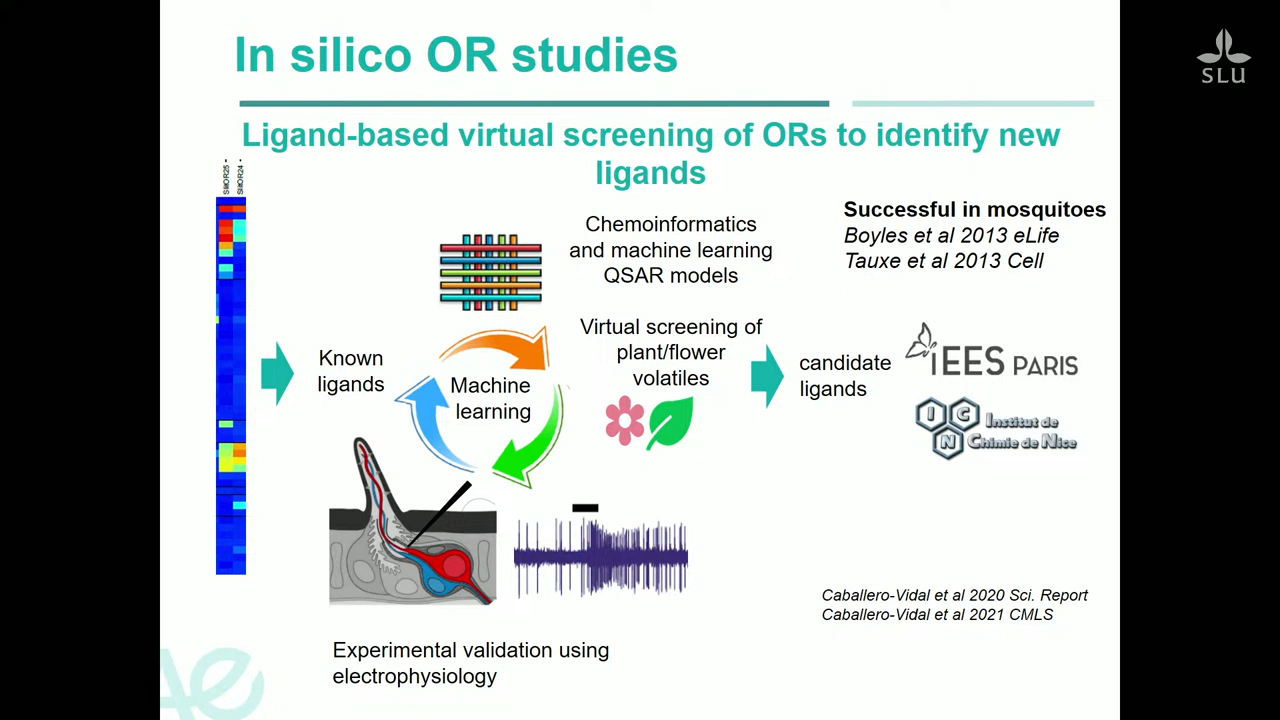 In silico OR studies
SLU
Ligand-based virtual screening of ORs to identify new
ligands
SlitOR25
SlitOR24
Chemoinformatics
and machine learning
QSAR models
Successful in mosquitoes
Boyles et al 2013 eLife
Tauxe et al 2013 Cell
Known
ligands
Machine
learning
Virtual screening of
plant/flower
volatiles
candidate
ligands
iEES PARIS
I C N
Institut de
Chimie de Nice
Experimental validation using
electrophysiology
Caballero-Vidal et al 2020 Sci. Report
Caballero-Vidal et al 2021 CMLS